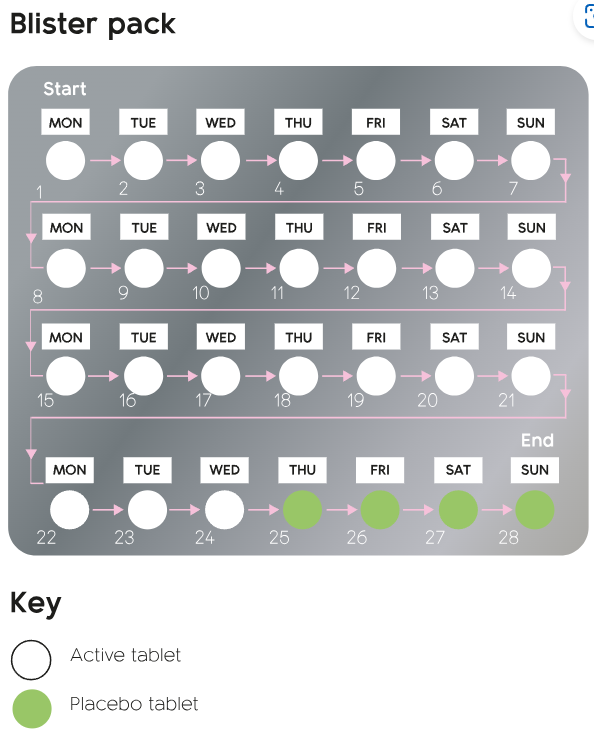 Blister pack
Start
MON TUE WED THU FRI SAT SUN
1 2 3 4 5 6 7
MON TUE WED THU FRI SAT SUN
8 9 10 11 12 13 14
MON TUE WED THU FRI SAT SUN
15 16 17 18 19 20 21
End
MON TUE WED THU FRI SAT SUN
22 23 24 25 26 27 28
Key
Active tablet
Placebo tablet